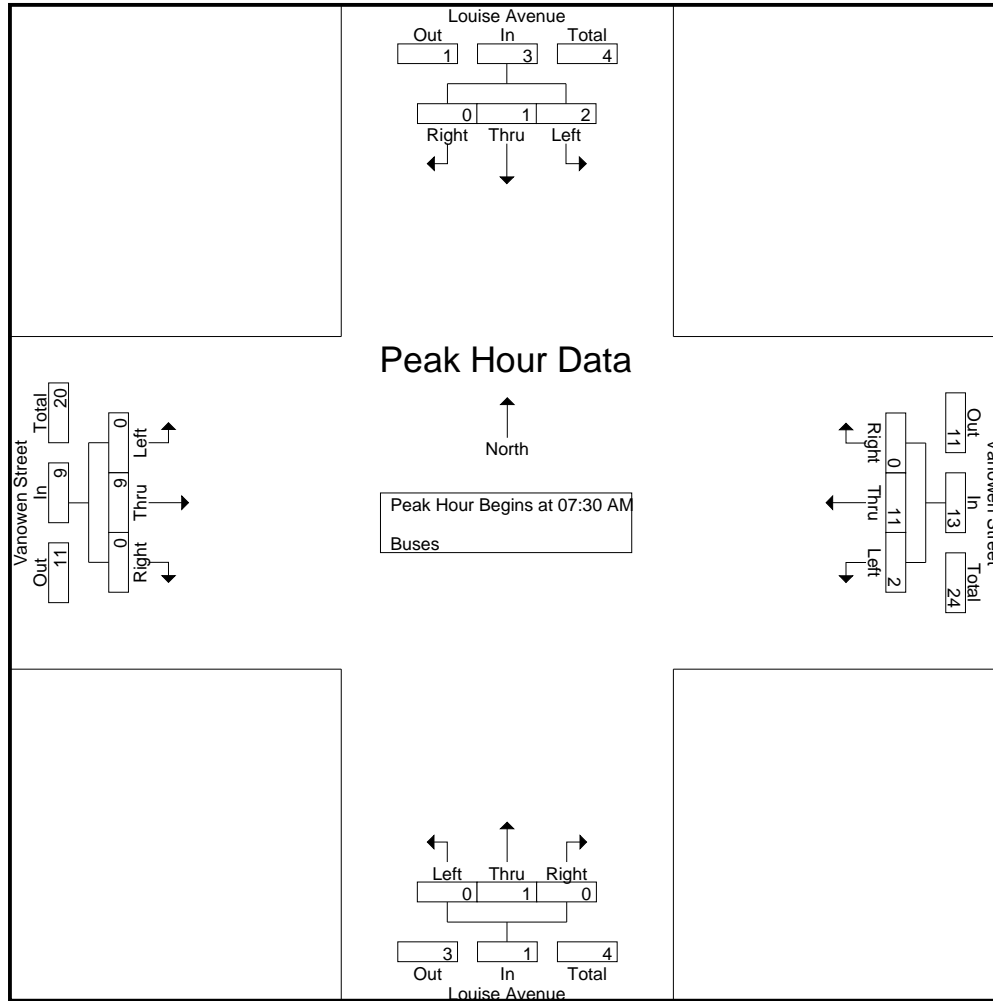 Louise Avenue
Out In Total
1 3 4
0 1 2
Right Thru Left
Peak Hour Data
North
Peak Hour Begins at 07:30 AM
Buses
Vanowen Street
Out In Total
11 9 20
Right Thru Left
0 9 0
Vanowen Street
Out In Total
11 13 24
Right Thru Left
0 11 2
Left Thru Right
0 1 0
3 1 4
Out In Total
Louise Avenue